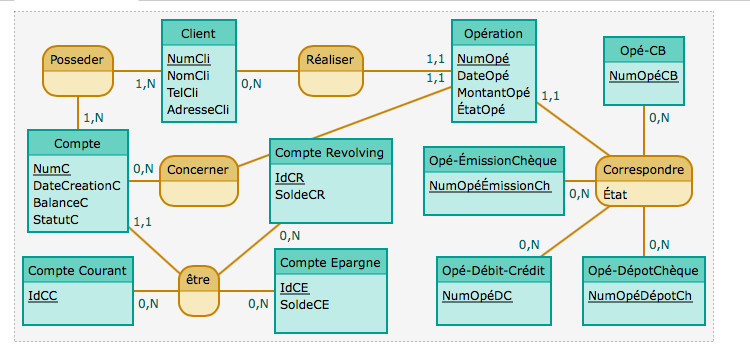 Client
NumCli
NomCli
TelCli
AdresseCli
Posseder
1,N
1,N
Réaliser
0,N
1,1
1,1
Opération
NumOpé
DateOpé
MontantOpé
ÉtatOpé
1,1
Opé-CB
NumOpéCB
0,N
Compte
NumC
DateCreationC
BalanceC
StatutC
0,N
1,1
Concerner
Compte Revolving
IdCR
SoldeCR
0,N
Opé-ÉmissionChèque
NumOpéÉmissionCh
0,N
Correspondre
État
0,N
0,N
Compte Courant
IdCC
0,N
être
0,N
Compte Epargne
IdCE
SoldeCE
Opé-Débit-Crédit
NumOpéDC
Opé-DépotChèque
NumOpéDépotCh